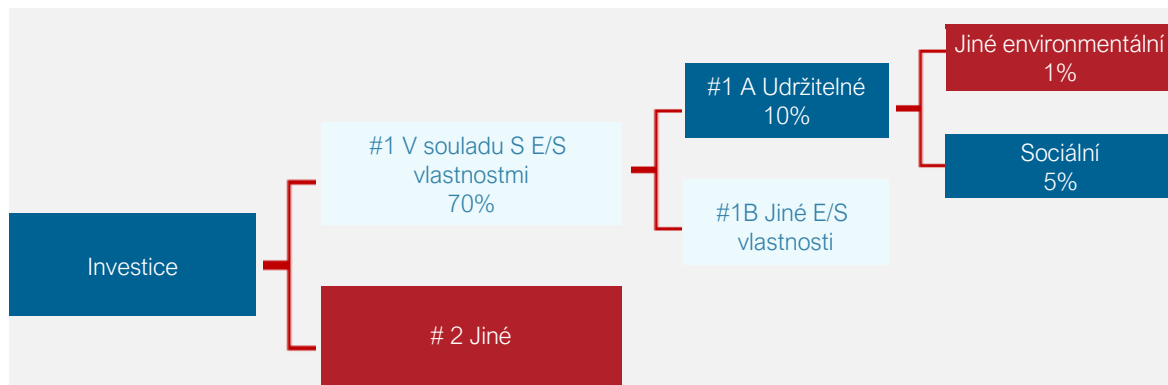 Investice
#1 V souladu S E/S
vlastnostmi
70%
# 2 Jiné
#1 A Udržitelné
10%
#1B Jiné E/S
vlastnosti
Jiné environmentální
1%
Sociální
5%